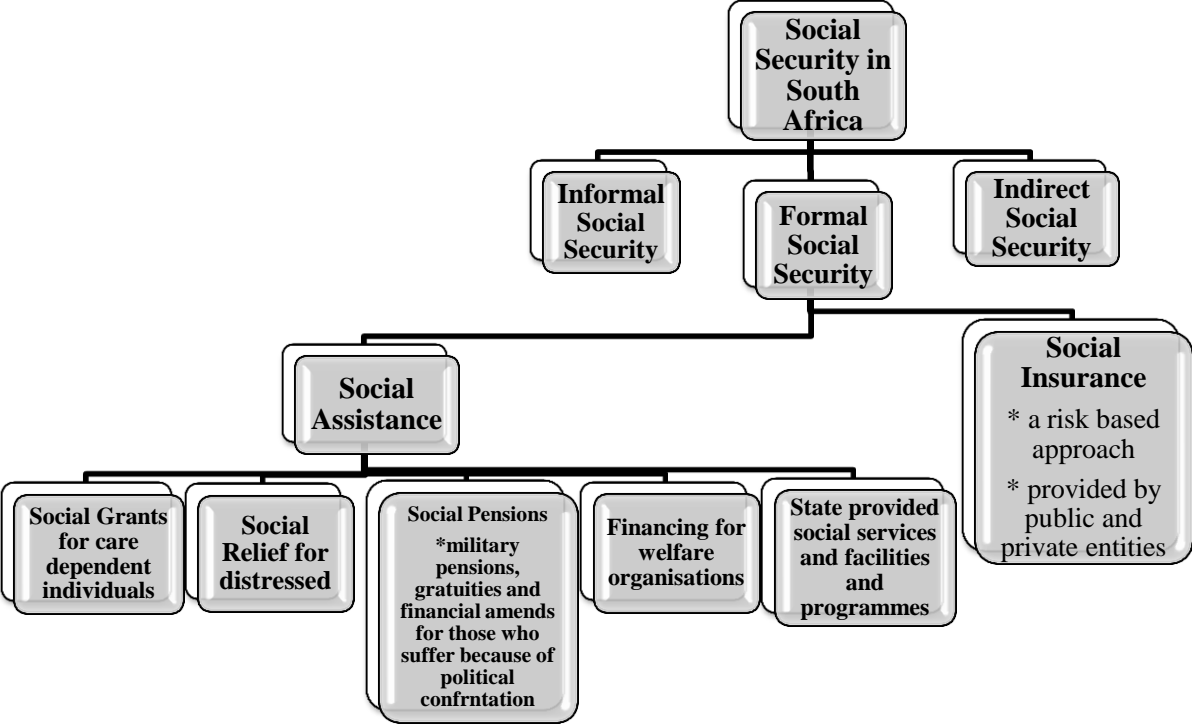 Social
Security in
South
Africa
Informal
Social
Security
Formal
Social
Security
Indirect
Social
Security
Social
Assistance
Social
Insurance
* a risk based
approach
* provided by
public and
private entities
Social Grants
for care
dependent
individuals
Social
Relief for
distressed
Social Pensions
*military
pensions,
gratuities and
financial amends
for those who
suffer because of
political
confrntation
Financing for
welfare
organisations
State provided
social services
and facilities
and
programmes